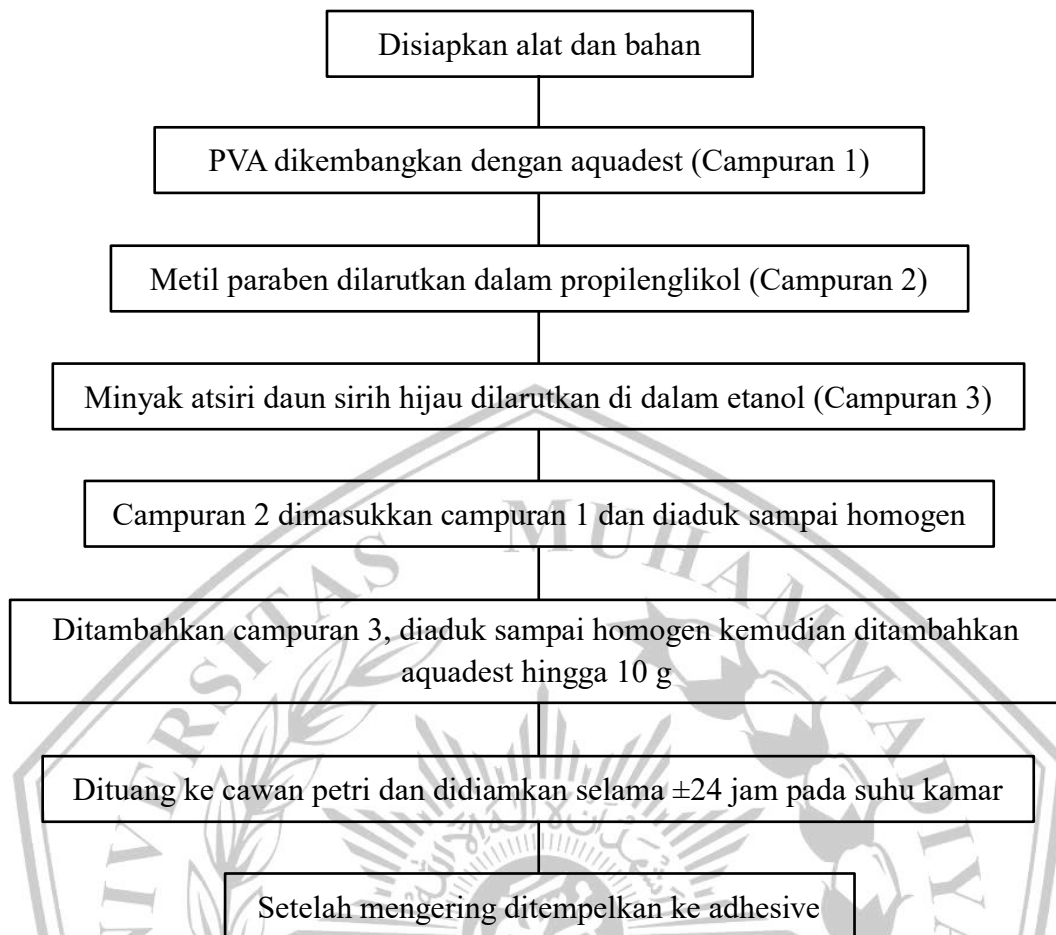 Disiapkan alat dan bahan
PVA dikembangkan dengan aquadest (Campuran 1)
Metil paraben dilarutkan dalam propilenglikol (Campuran 2)
Minyak atsiri daun sirih hijau dilarutkan di dalam etanol (Campuran 3)
Campuran 2 dimasukkan campuran 1 dan diaduk sampai homogen
Ditambahkan campuran 3, diaduk sampai homogen kemudian ditambahkan
aquadest hingga 10 g
Dituang ke cawan petri dan didiamkan selama ±24 jam pada suhu kamar
Setelah mengering ditempelkan ke adhesive